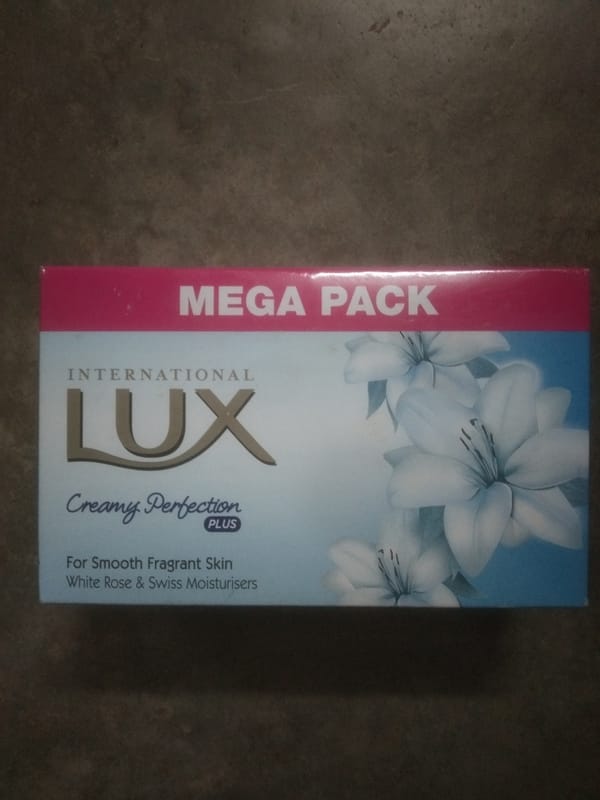 MEGA PACK
INTERNATIONAL
LUX
Creamy Perfection
PLUS
For Smooth Fragrant Skin
White Rose & Swiss Moisturisers